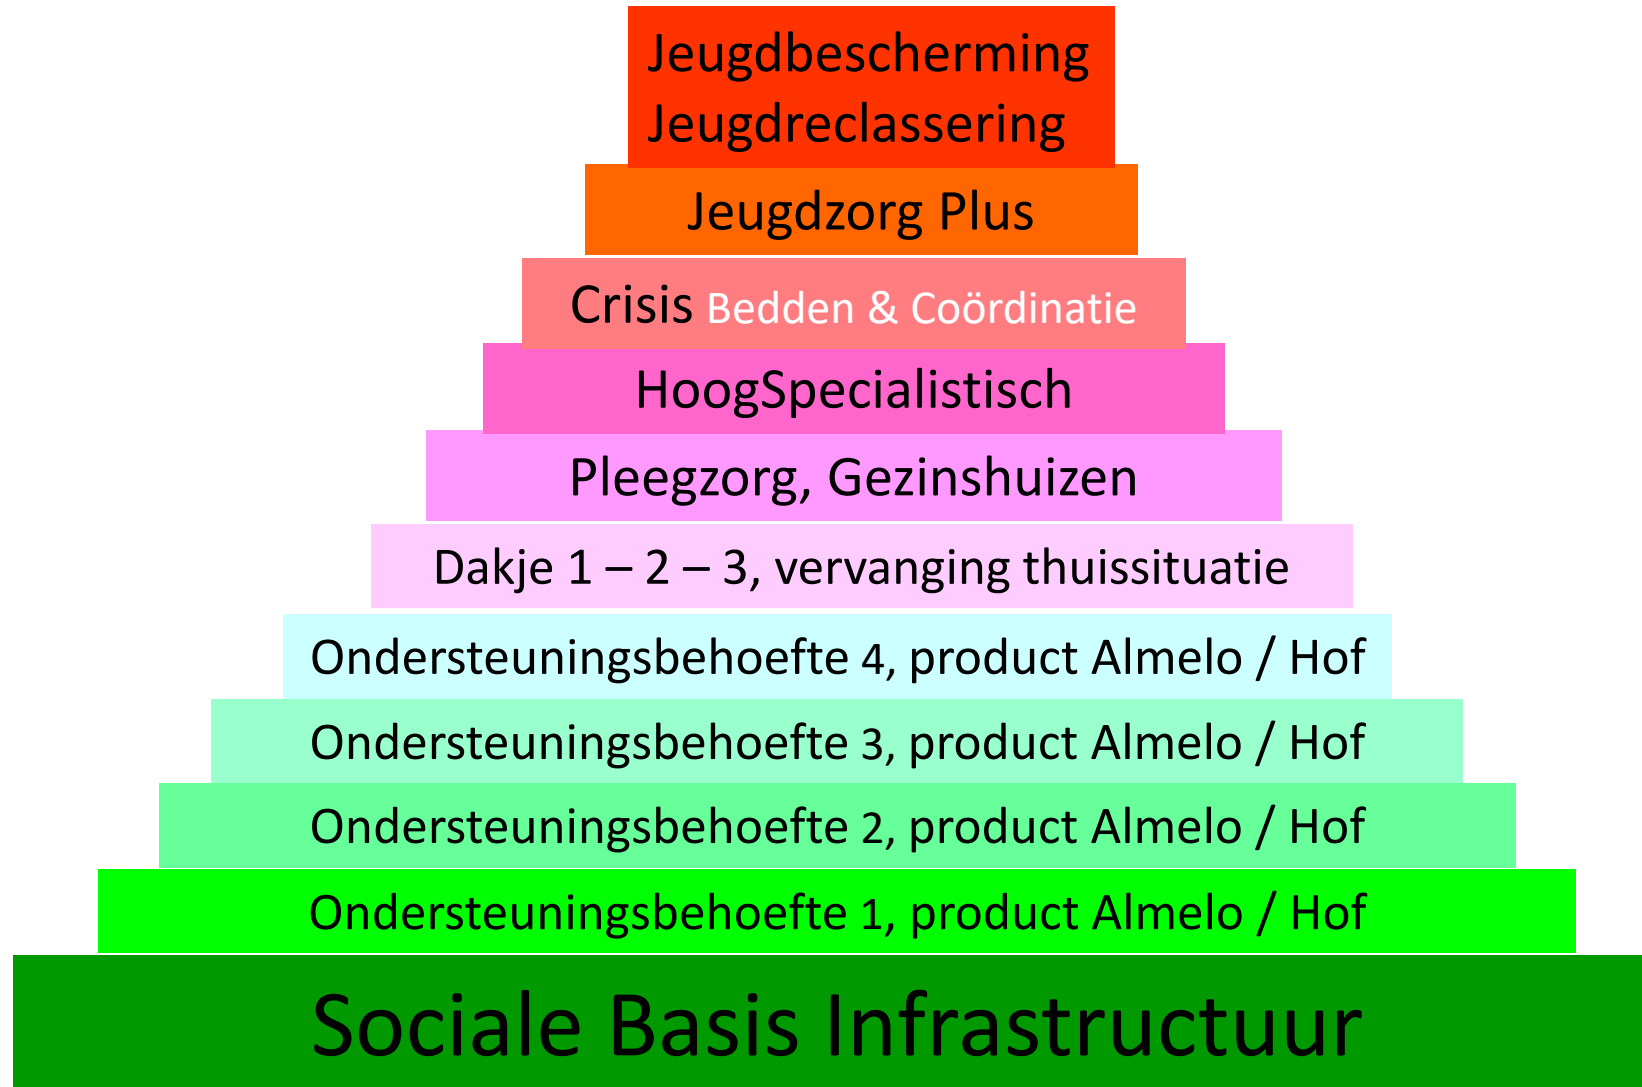 Jeugdbescherming
Jeugdreclassering
Jeugdzorg Plus
Crisis Bedden & Coördinatie
HoogSpecialistisch
Pleegzorg, Gezinshuizen
Dakje 1 – 2 – 3, vervanging thuissituatie
Ondersteuningsbehoefte 4, product Almelo / Hof
Ondersteuningsbehoefte 3, product Almelo / Hof
Ondersteuningsbehoefte 2, product Almelo / Hof
Ondersteuningsbehoefte 1, product Almelo / Hof
Sociale Basis Infrastructuur